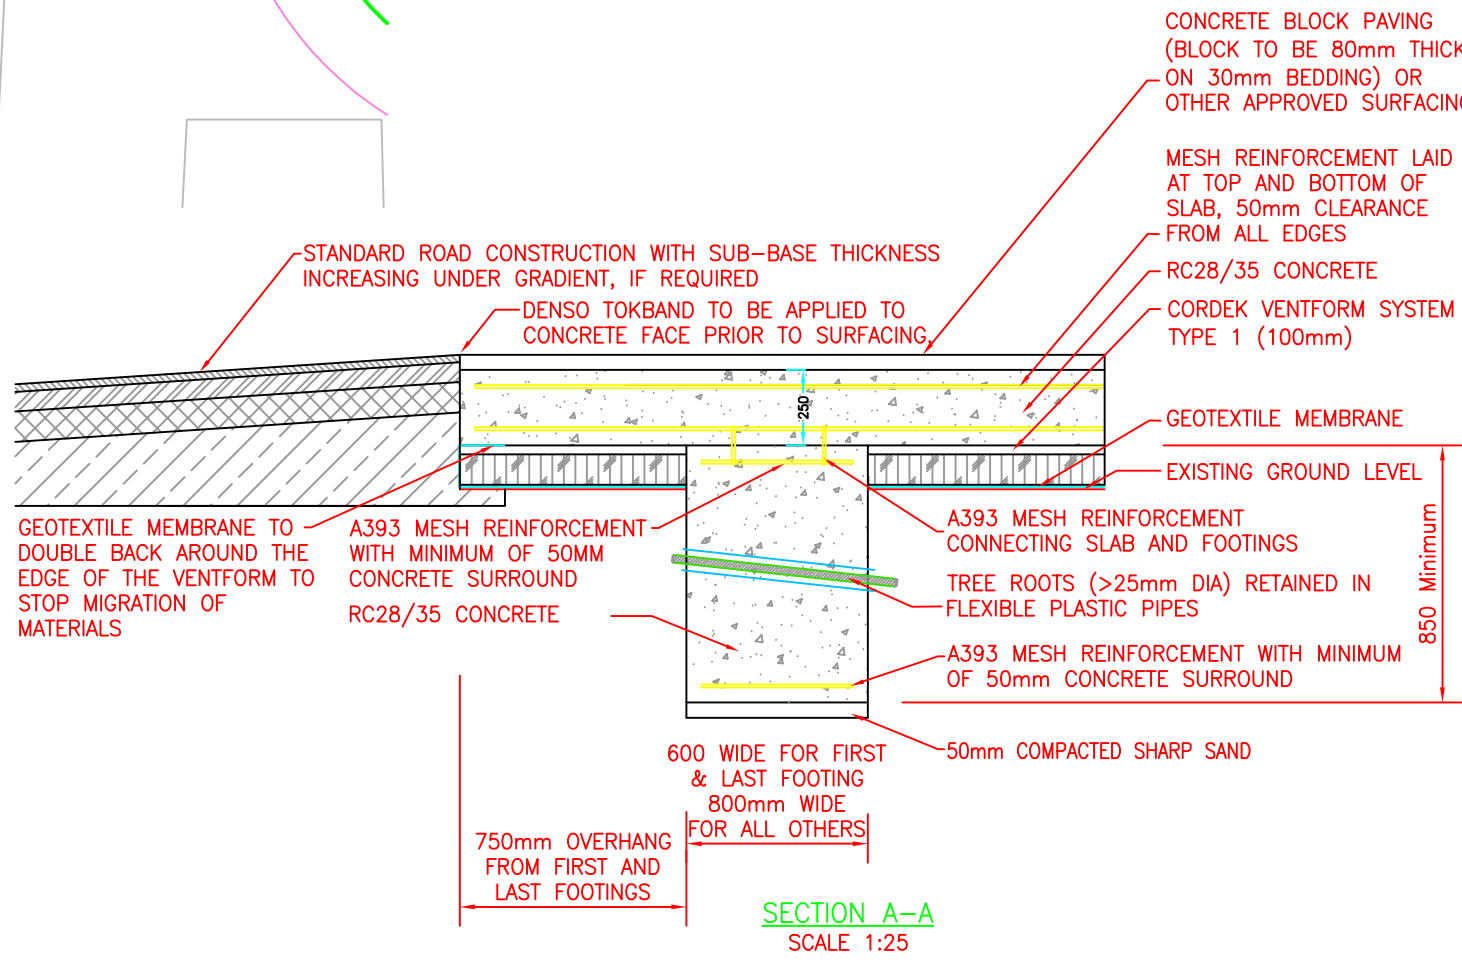 CONCRETE BLOCK PAVING
(BLOCK TO BE 80mm THICK
ON 30mm BEDDING) OR
OTHER APPROVED SURFACING
MESH REINFORCEMENT LAID
AT TOP AND BOTTOM OF
SLAB, 50mm CLEARANCE
FROM ALL EDGES
RC28/35 CONCRETE
CORDEK VENTFORM SYSTEM
TYPE 1 (100mm)
STANDARD ROAD CONSTRUCTION WITH SUB-BASE THICKNESS
INCREASING UNDER GRADIENT, IF REQUIRED
DENSO TOKBAND TO BE APPLIED TO
CONCRETE FACE PRIOR TO SURFACING,
250
GEOTEXTILE MEMBRANE
EXISTING GROUND LEVEL
850 Minimum
GEOTEXTILE MEMBRANE TO
DOUBLE BACK AROUND THE
EDGE OF THE VENTFORM TO
STOP MIGRATION OF
MATERIALS
A393 MESH REINFORCEMENT
WITH MINIMUM OF 50MM
CONCRETE SURROUND
RC28/35 CONCRETE
A393 MESH REINFORCEMENT
CONNECTING SLAB AND FOOTINGS
TREE ROOTS (>25mm DIA) RETAINED IN
FLEXIBLE PLASTIC PIPES
A393 MESH REINFORCEMENT WITH MINIMUM
OF 50mm CONCRETE SURROUND
50mm COMPACTED SHARP SAND
600 WIDE FOR FIRST
& LAST FOOTING
800mm WIDE
FOR ALL OTHERS
750mm OVERHANG
FROM FIRST AND
LAST FOOTINGS
SECTION A-A
SCALE 1:25